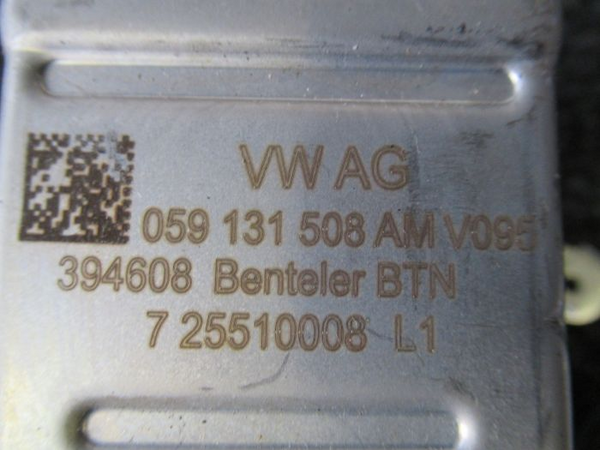 VW AG
059 131 508 AM V095
394608 Benteler BTN
7 25510008 L1